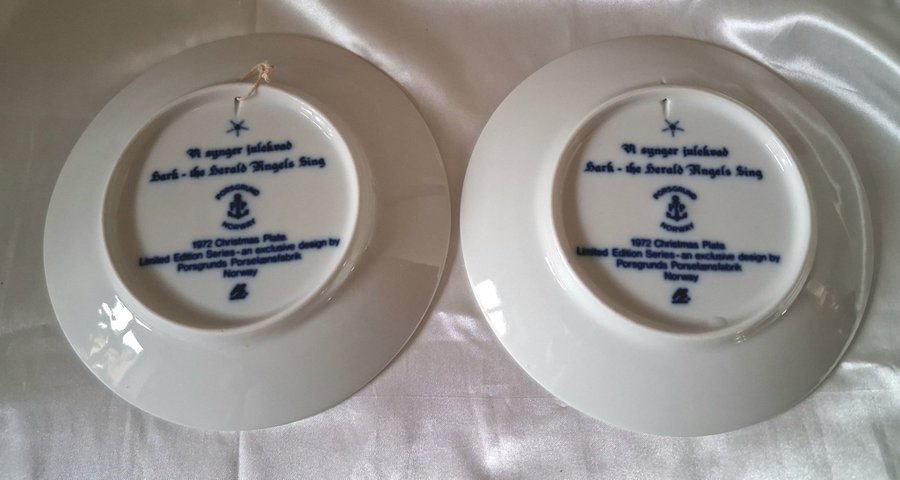 Vi synger julekvad
Hark - the Herald Angels Sing
PORSGRUND
NORWAY
1972 Christmas Plate
Limited Edition Series - an exclusive design by
Porsgrunds Porselænsfabrik
Norway
Vi synger julekvad
Hark - the Herald Angels Sing
PORSGRUND
NORWAY
1972 Christmas Plate
Limited Edition Series - an exclusive design by
Porsgrunds Porselænsfabrik
Norway